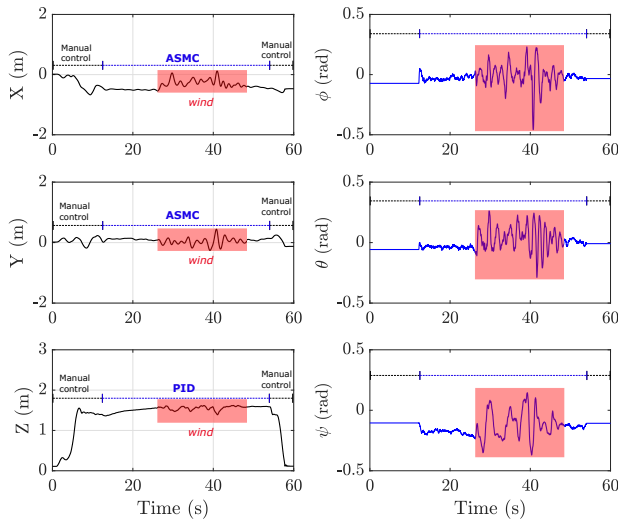 2
0
-2
X (m)
Manual
control
ASMC
Manual
control
wind
0
20
40
60
0.5
0
-0.5
ϕ (rad)
0
20
40
60
2
0
-2
Y (m)
Manual
control
ASMC
Manual
control
wind
0
20
40
60
0.5
0
-0.5
θ (rad)
0
20
40
60
3
2
1
0
Z (m)
Manual
control
PID
Manual
control
wind
0
20
40
60
Time (s)
0.5
0
-0.5
ψ (rad)
0
20
40
60
Time (s)